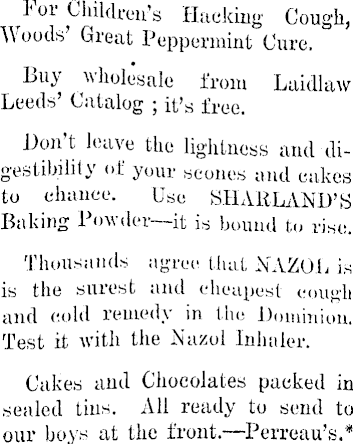 For Children's Hacking Cough,
Woods' Great Peppermint Cure.
Buy wholesale from Laidlaw
Leeds' Catalog ; it's free.
Don't leave the lightness and di-
gestibility of your scones and cakes
to chance. Use SHARLAND'S
Baking Powder—it is bound to rise.
Thousands agree that NAZOL is
is the surest and cheapest cough
and cold remedy in the Dominion.
Test it with the Nazol Inhaler.
Cakes and Chocolates packed in
sealed tins. All ready to send to
our boys at the front.—Perreau's.*